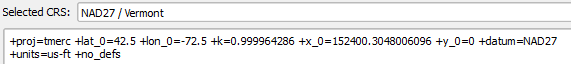 Selected CRS: NAD27 / Vermont
+proj=tmerc +lat_0=42.5 +lon_0=-72.5 +k=0.999964286 +x_0=152400.3048006096 +y_0=0 +datum=NAD27
+units=us-ft +no_defs